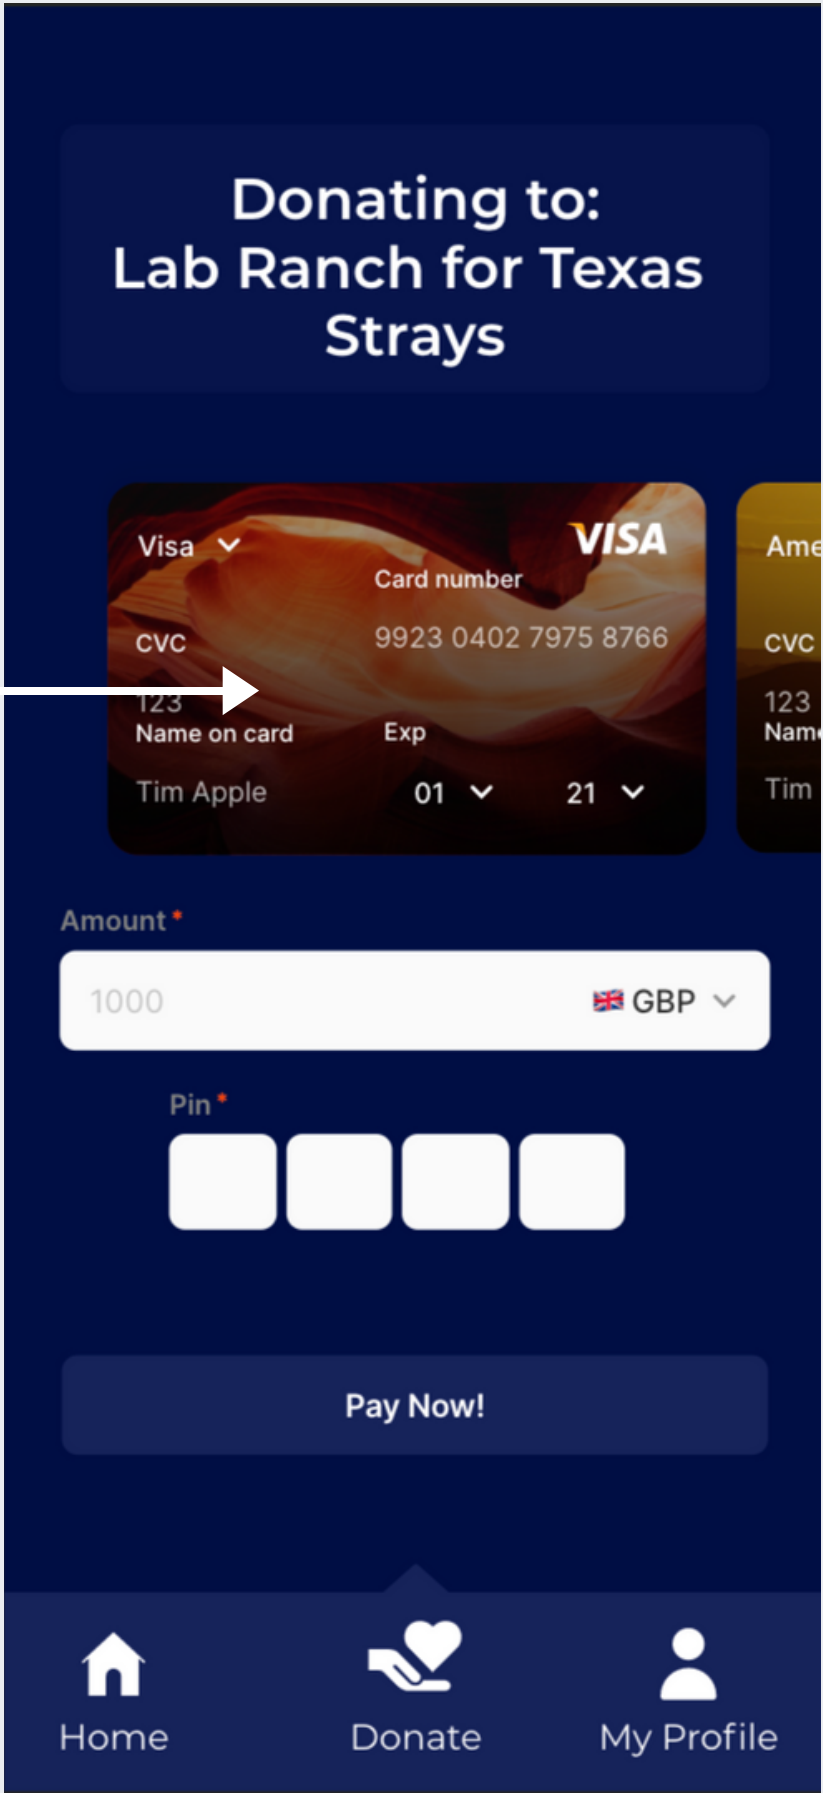 Donating to:
Lab Ranch for Texas
Strays
Visa
VISA
Card number
9923 0402 7975 8766
CVC
123
Name on card
Exp
Tim Apple
01
21
Ame
CVC
123
Name
Tim
Amount *
1000
GBP
Pin *
Pay Now!
Home
Donate
My Profile